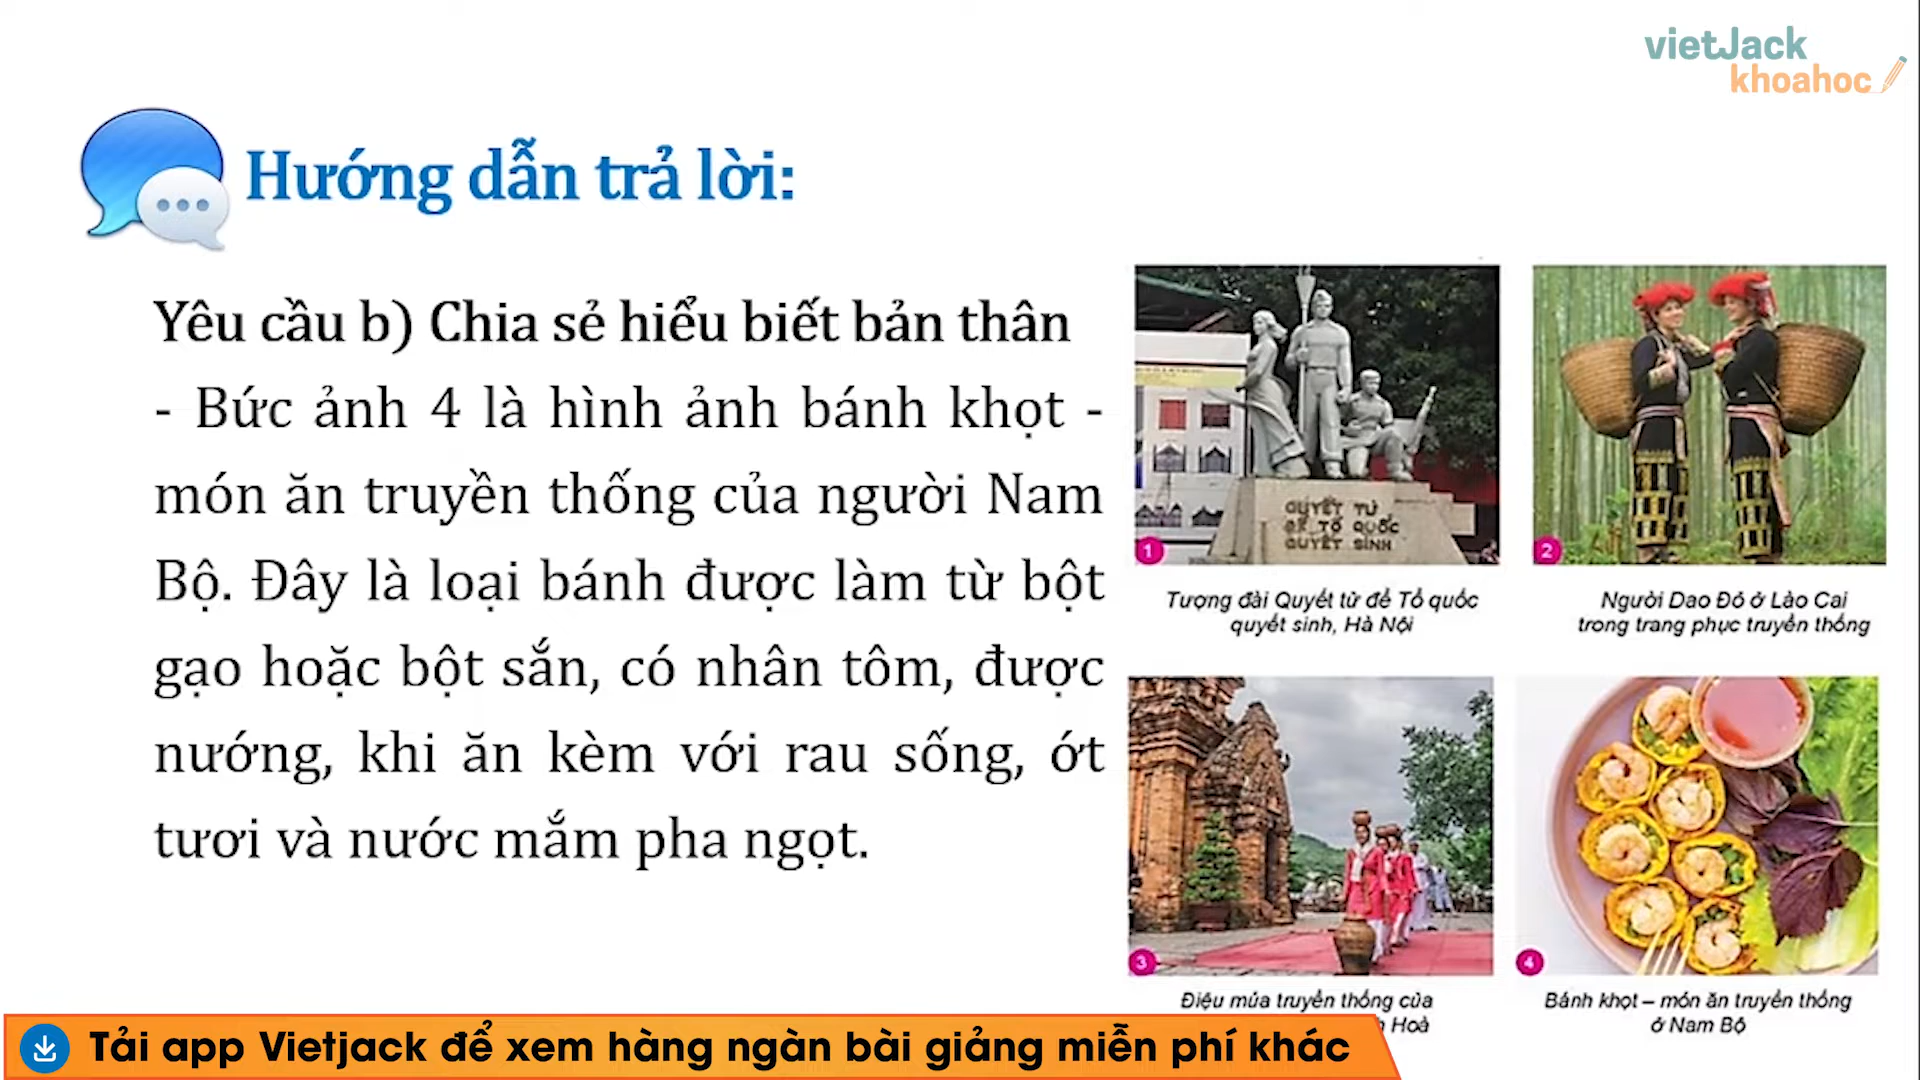 vietJack
khoahoc
Hướng dẫn trả lời:
Yêu cầu b) Chia sẻ hiểu biết bản thân
- Bức ảnh 4 là hình ảnh bánh khọt -
món ăn truyền thống của người Nam
Bộ. Đây là loại bánh được làm từ bột
gạo hoặc bột sắn, có nhân tôm, được
nướng, khi ăn kèm với rau sống, ớt
tươi và nước mắm pha ngọt.
QUYẾT TỬ
ĐỂ TỔ QUỐC
QUYẾT SINH
1
Tượng đài Quyết tử để Tổ quốc
quyết sinh, Hà Nội
2
Người Dao Đỏ ở Lào Cai
trong trang phục truyền thống
3
Điệu múa truyền thống của
Hoà
4
Bánh khọt – món ăn truyền thống
ở Nam Bộ
Tải app Vietjack để xem hàng ngàn bài giảng miễn phí khác